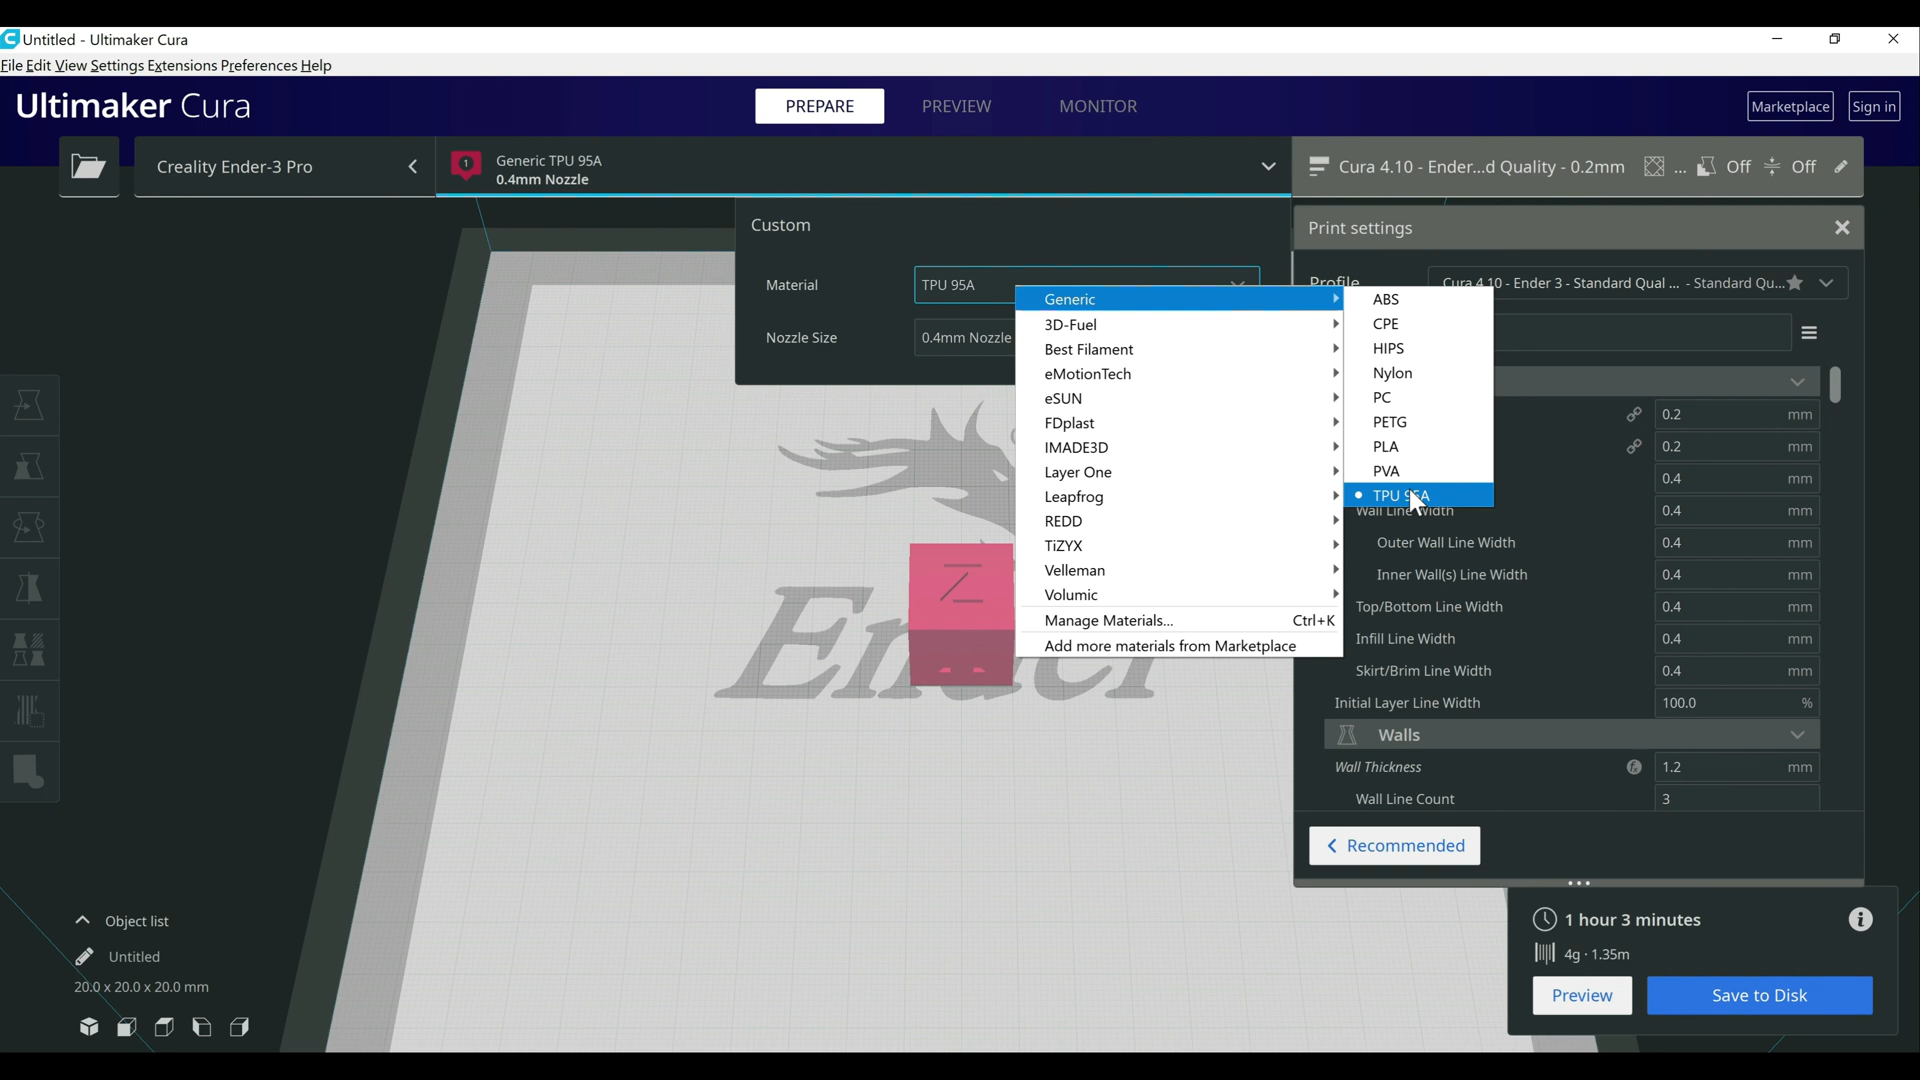 Untitled - Ultimaker Cura
File Edit View Settings Extensions Preferences Help
Ultimaker Cura
PREPARE
PREVIEW
MONITOR
Marketplace
Sign in
Creality Ender-3 Pro
1
Generic TPU 95A
0.4mm Nozzle
Cura 4.10 - Ender...d Quality - 0.2mm
...
Off
Off
Custom
Material
TPU 95A
Nozzle Size
0.4mm Nozzle
Generic
3D-Fuel
Best Filament
eMotionTech
eSUN
FDplast
IMADE3D
Layer One
Leapfrog
REDD
TiZYX
Velleman
Volumic
Manage Materials... Ctrl+K
Add more materials from Marketplace
ABS
CPE
HIPS
Nylon
PC
PETG
PLA
PVA
TPU 95A
Print settings
Profile
Cura 4.10 - Ender 3 - Standard Qual ... - Standard Qu...
0.2 mm
0.2 mm
0.4 mm
Wall Line Width 0.4 mm
Outer Wall Line Width 0.4 mm
Inner Wall(s) Line Width 0.4 mm
Top/Bottom Line Width 0.4 mm
Infill Line Width 0.4 mm
Skirt/Brim Line Width 0.4 mm
Initial Layer Line Width 100.0 %
Walls
Wall Thickness 1.2 mm
Wall Line Count 3
Recommended
Ender
Z
Object list
Untitled
20.0 x 20.0 x 20.0 mm
1 hour 3 minutes
4g · 1.35m
Preview
Save to Disk